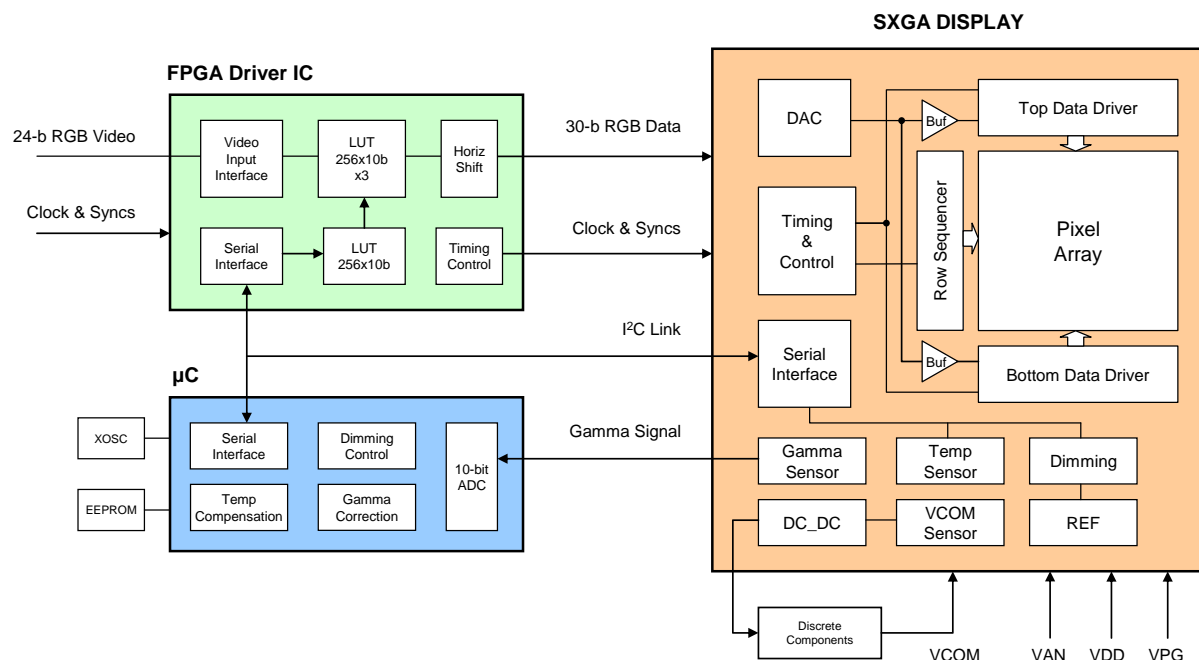 SXGA DISPLAY
FPGA Driver IC
24-b RGB Video
Clock & Syncs
Video
Input
Interface
LUT
256x10b
x3
Horiz
Shift
Serial
Interface
LUT
256x10b
Timing
Control
30-b RGB Data
Clock & Syncs
I²C Link
Gamma Signal
µC
XOSC
EEPROM
Serial
Interface
Dimming
Control
10-bit
ADC
Temp
Compensation
Gamma
Correction
DAC
Buf
Top Data Driver
Timing
&
Control
Row Sequencer
Pixel
Array
Serial
Interface
Buf
Bottom Data Driver
Gamma
Sensor
Temp
Sensor
Dimming
DC_DC
VCOM
Sensor
REF
Discrete
Components
VCOM
VAN
VDD
VPG